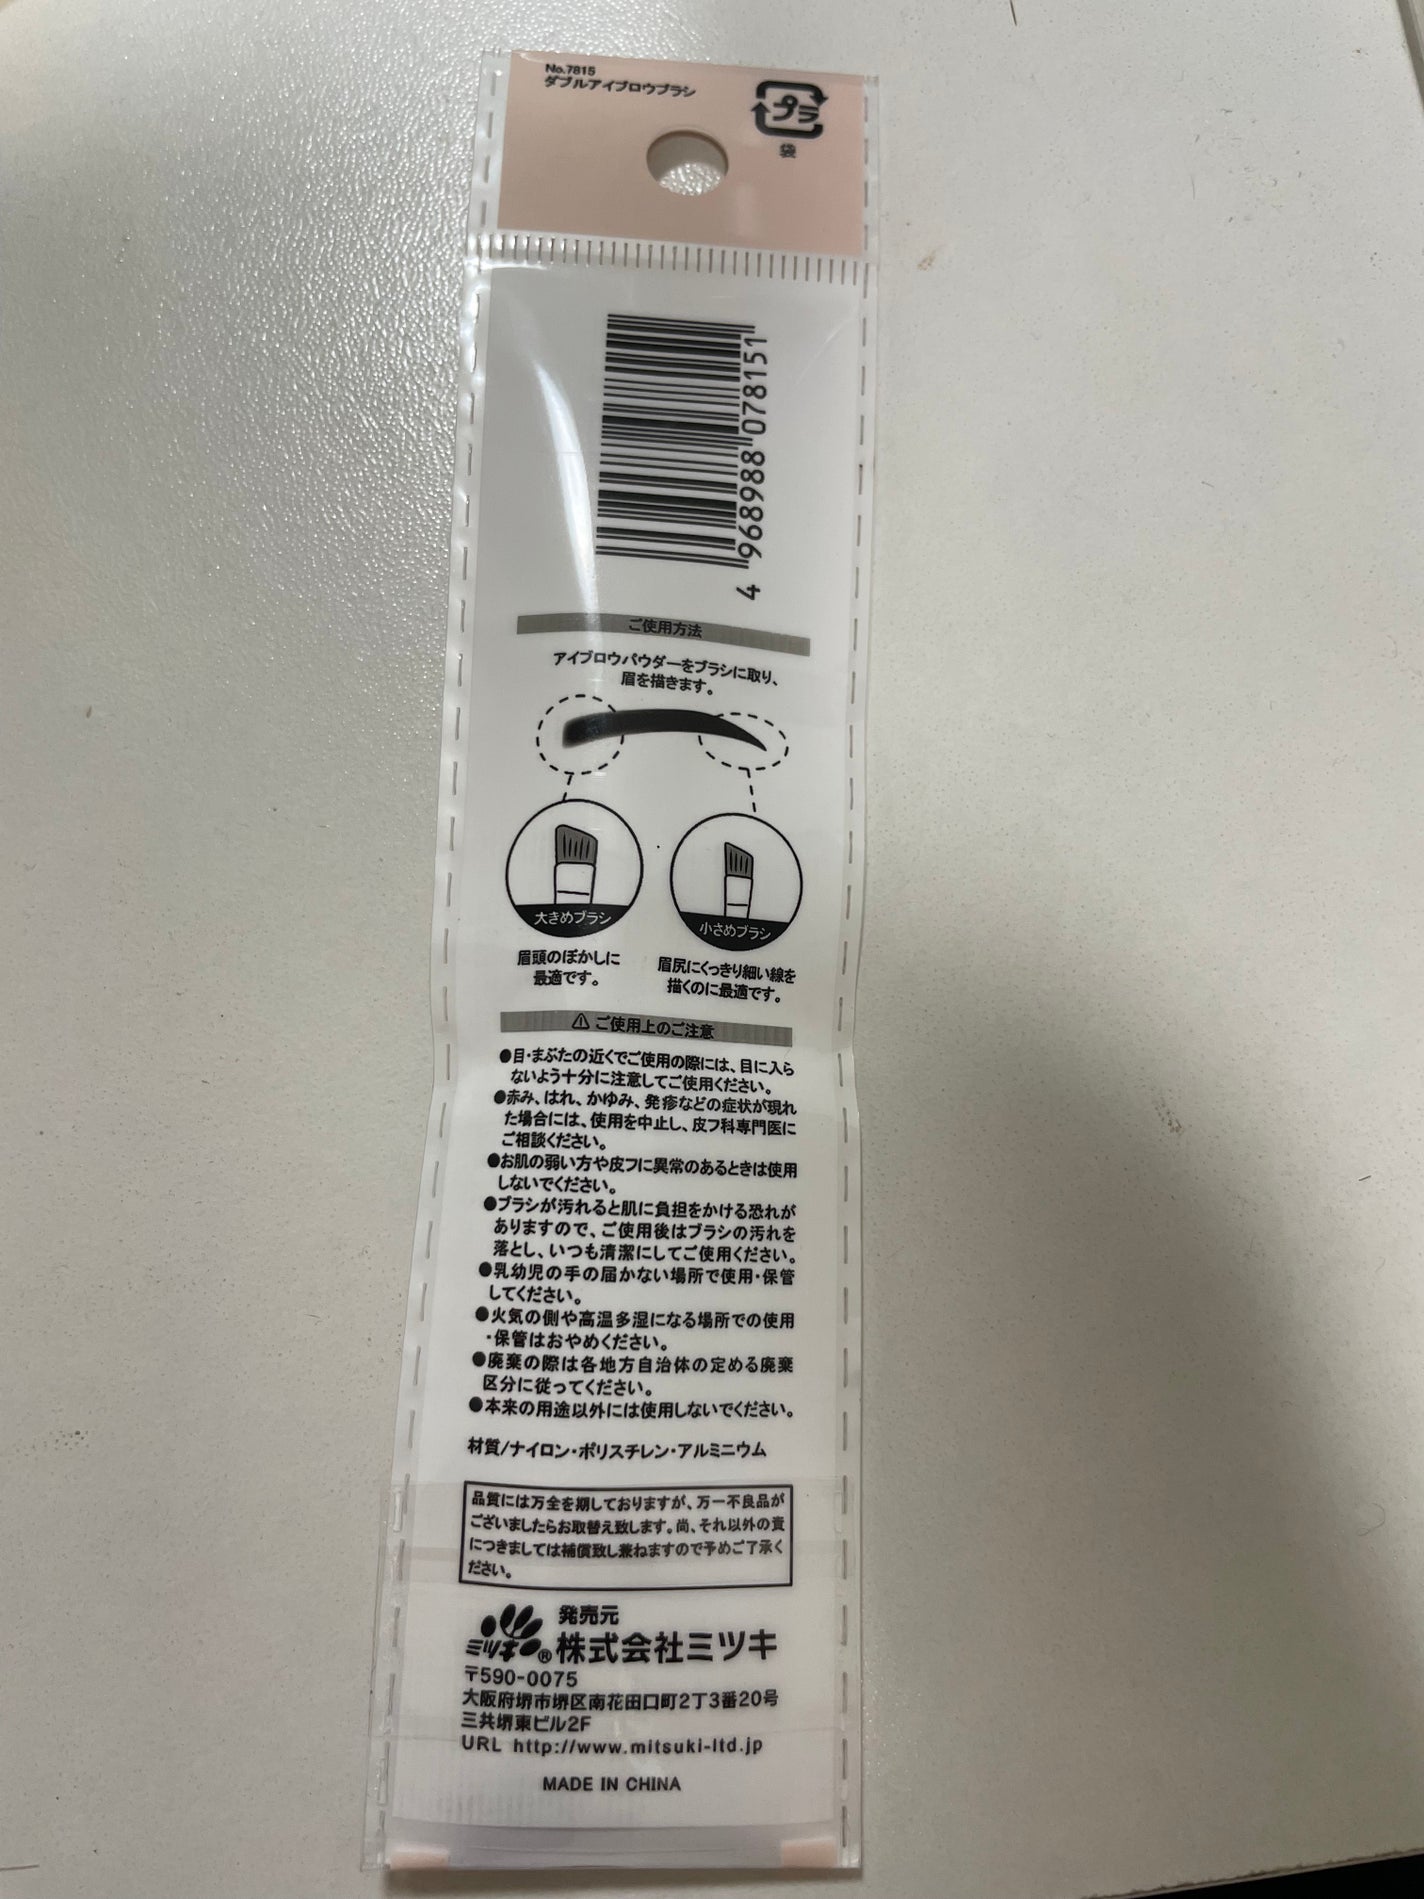 No.7815
ダブルアイブロウブラシ
プラ
袋
4 968988 078151
ご使用方法
アイブロウパウダーをブラシに取り、
眉を描きます。
大きめブラシ
小さめブラシ
眉頭のぼかしに
最適です。
眉尻にくっきり細い線を
描くのに最適です。
⚠ ご使用上のご注意
●目・まぶたの近くでご使用の際には、目に入ら
ないよう十分に注意してご使用ください。
●赤み、はれ、かゆみ、発疹などの症状が現れ
た場合には、使用を中止し、皮フ科専門医に
ご相談ください。
●お肌の弱い方や皮フに異常のあるときは使用
しないでください。
●ブラシが汚れると肌に負担をかける恐れが
ありますので、ご使用後はブラシの汚れを
落とし、いつも清潔にしてご使用ください。
●乳幼児の手の届かない場所で使用・保管
してください。
●火気の側や高温多湿になる場所での使用
・保管はおやめください。
●廃棄の際は各地方自治体の定める廃棄
区分に従ってください。
●本来の用途以外には使用しないでください。
材質/ナイロン・ポリスチレン・アルミニウム
品質には万全を期しておりますが、万一不良品が
ございましたらお取替え致します。尚、それ以外の責
につきましては補償致し兼ねますので予めご了承く
ださい。
ミツキ®
発売元
株式会社ミツキ
〒590-0075
大阪府堺市堺区南花田口町2丁3番20号
三共堺東ビル2F
URL http://www.mitsuki-ltd.jp
MADE IN CHINA